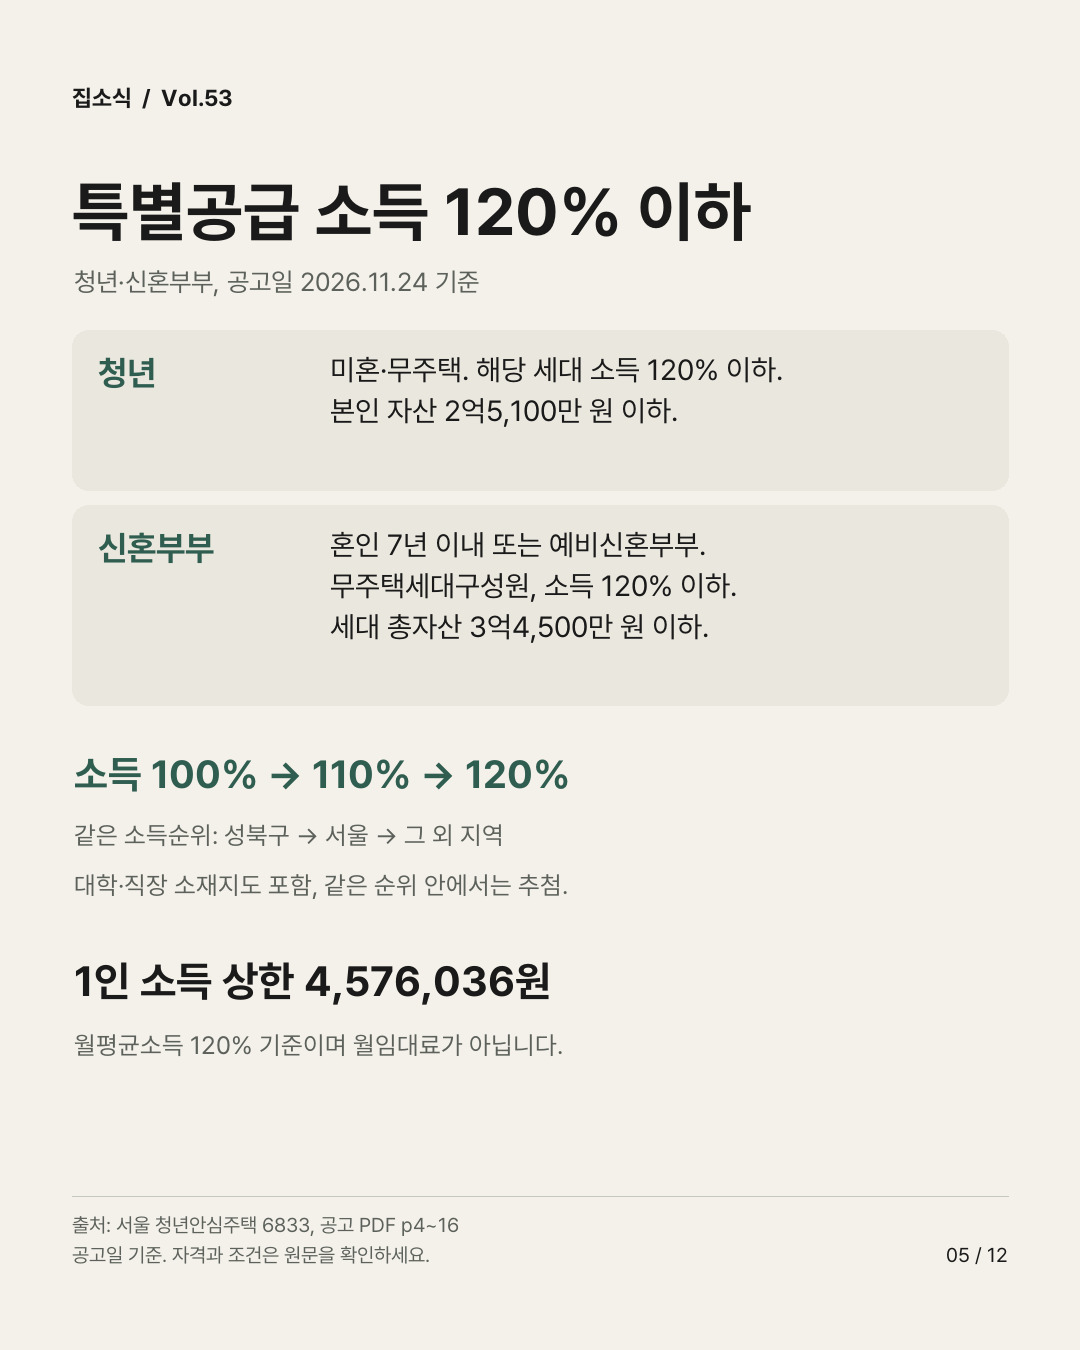 집소식 / Vol.53
특별공급 소득 120% 이하
청년·신혼부부, 공고일 2026.11.24 기준
청년
미혼·무주택. 해당 세대 소득 120% 이하.
본인 자산 2억5,100만 원 이하.
신혼부부
혼인 7년 이내 또는 예비신혼부부.
무주택세대구성원, 소득 120% 이하.
세대 총자산 3억4,500만 원 이하.
소득 100% → 110% → 120%
같은 소득순위: 성북구 → 서울 → 그 외 지역
대학·직장 소재지도 포함, 같은 순위 안에서는 추첨.
1인 소득 상한 4,576,036원
월평균소득 120% 기준이며 월임대료가 아닙니다.
출처: 서울 청년안심주택 6833, 공고 PDF p4~16
공고일 기준. 자격과 조건은 원문을 확인하세요.
05 / 12